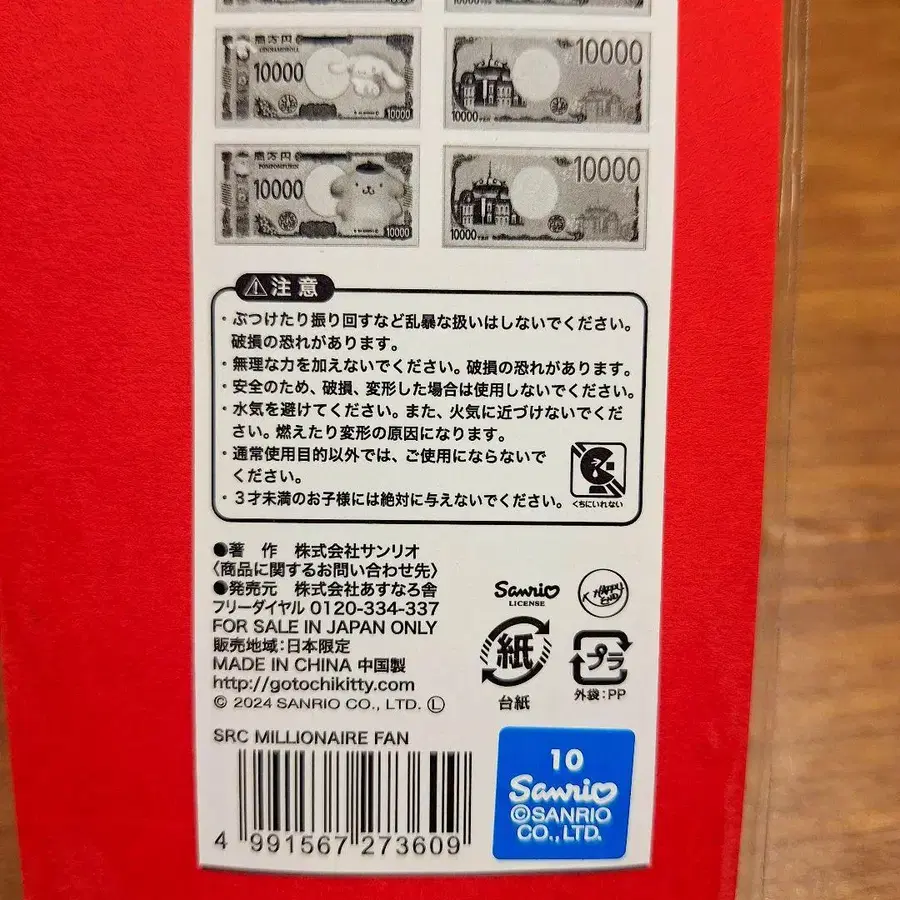 壱万円
CINNAMOROLL
10000
10000
10000
10000 YEN
壱万円
POMPOMPURIN
10000
10000
10000
10000 YEN
⚠注意
・ぶつけたり振り回すなど乱暴な扱いはしないでください。
破損の恐れがあります。
・無理な力を加えないでください。破損の恐れがあります。
・安全のため、破損、変形した場合は使用しないでください。
・水気を避けてください。また、火気に近づけないでくだ
さい。燃えたり変形の原因になります。
・通常使用目的以外では、ご使用にならないで
ください。
・3才未満のお子様には絶対に与えないでください。
くちにいれない
●著 作 株式会社サンリオ
〈商品に関するお問い合わせ先〉
●発売元 株式会社あすなろ舎
フリーダイヤル 0120-334-337
FOR SALE IN JAPAN ONLY
販売地域:日本限定
MADE IN CHINA 中国製
http://gotochikitty.com
© 2024 SANRIO CO., LTD. Ⓛ
Sanrio
LICENSE
HAPPY
紙
台紙
プラ
外袋:PP
SRC MILLIONAIRE FAN
4 991567 273609
10
Sanrio
©SANRIO
CO., LTD.